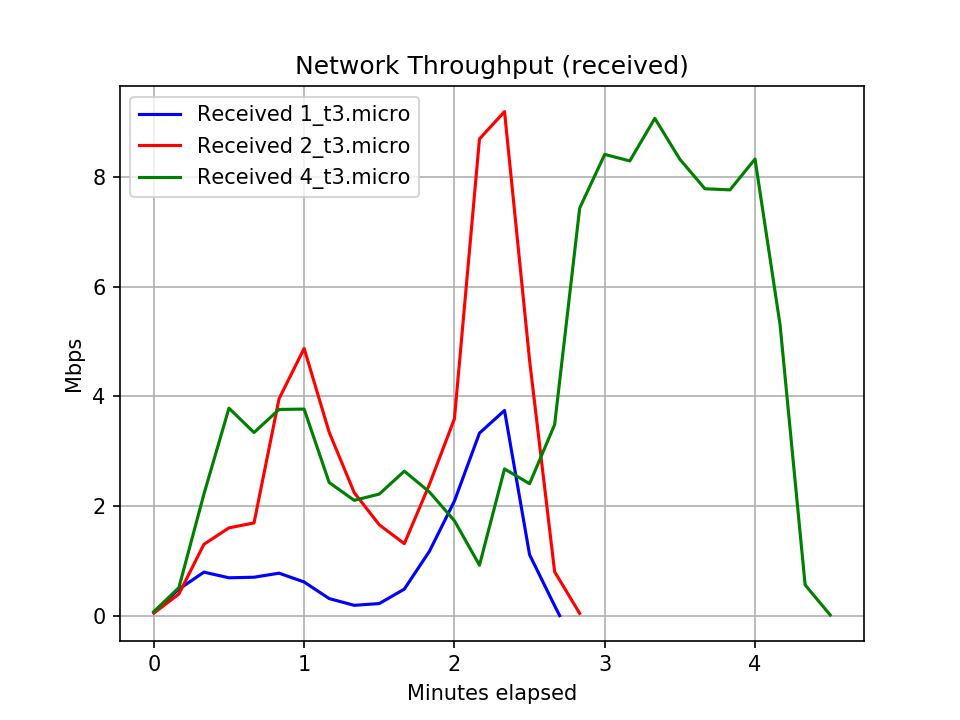 Network Throughput (received)
Received 1_t3.micro
Received 2_t3.micro
Received 4_t3.micro
8
6
4
2
0
Mbps
0 1 2 3 4
Minutes elapsed